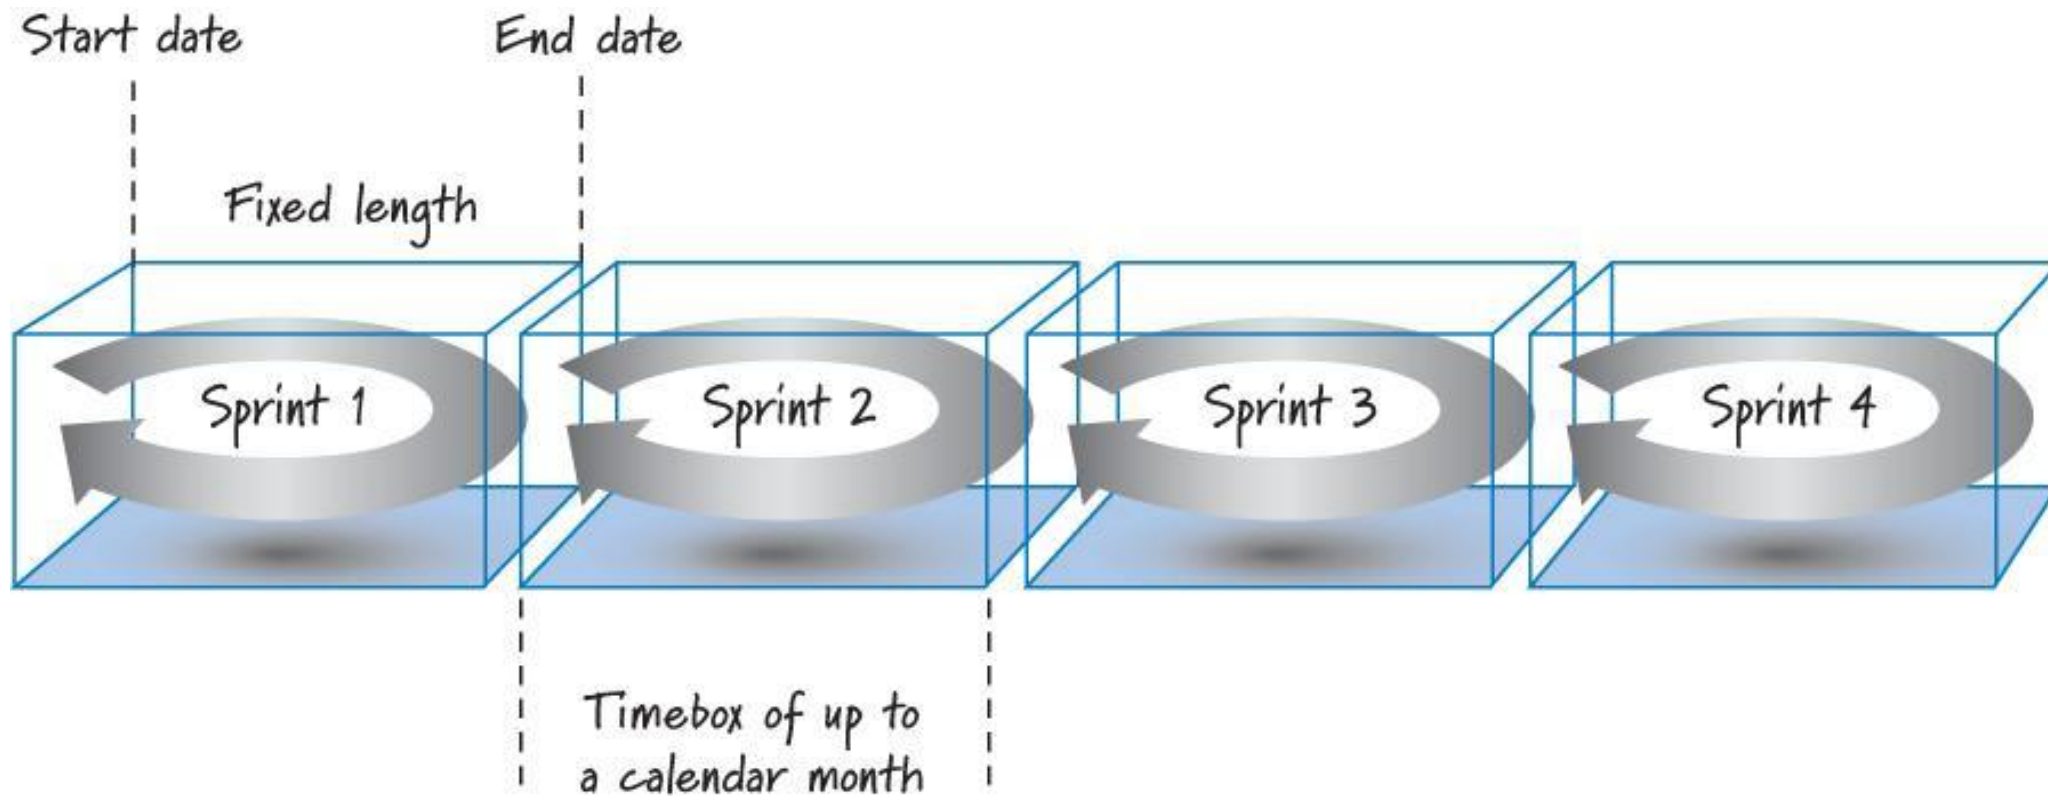 Start date
End date
Fixed length
Sprint 1
Sprint 2
Sprint 3
Sprint 4
Timebox of up to
a calendar month